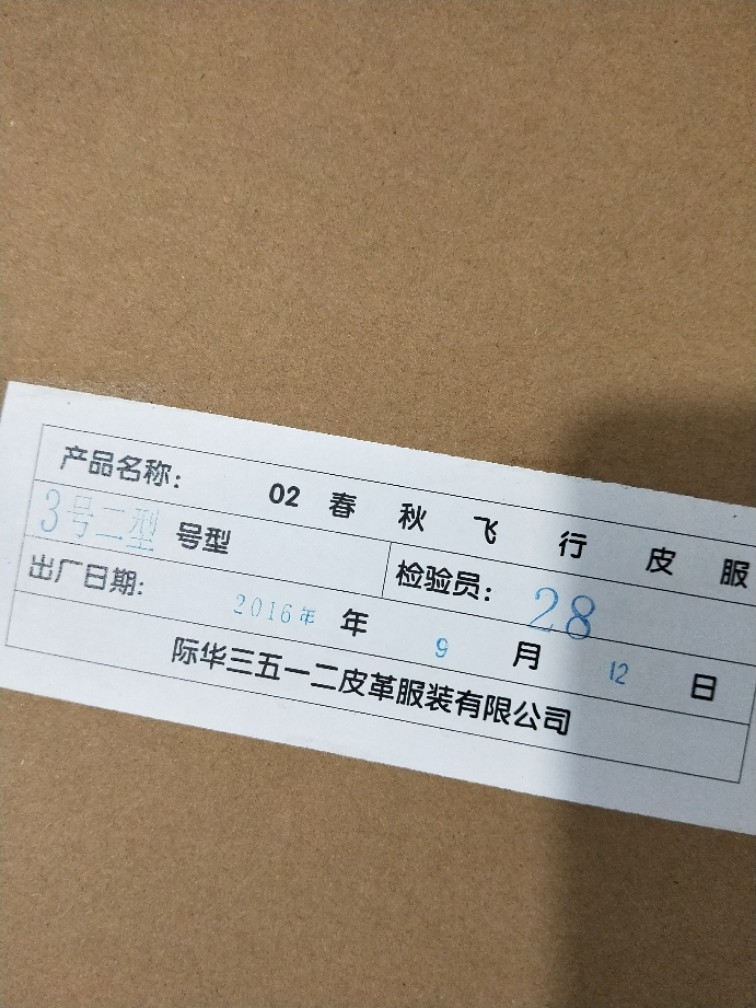 产品名称: 02 春 秋 飞 行 皮 服
3号二型 号型 检验员: 28
出厂日期: 2016年 年 9 月 12 日
际华三五一二皮革服装有限公司